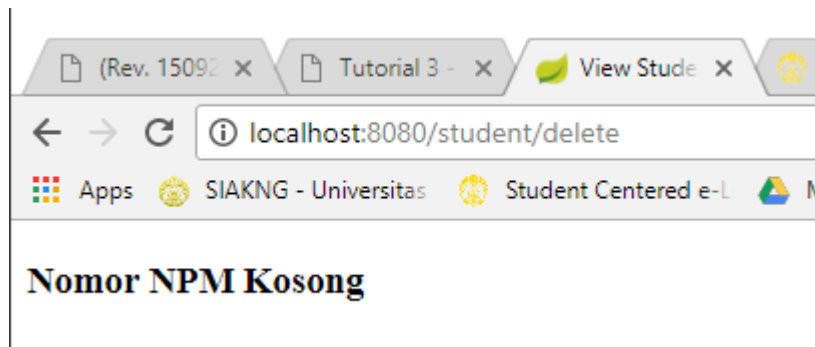 (Rev. 15092
Tutorial 3 -
View Stude
localhost:8080/student/delete
Apps
SIAKNG - Universitas
Student Centered e-L
Nomor NPM Kosong